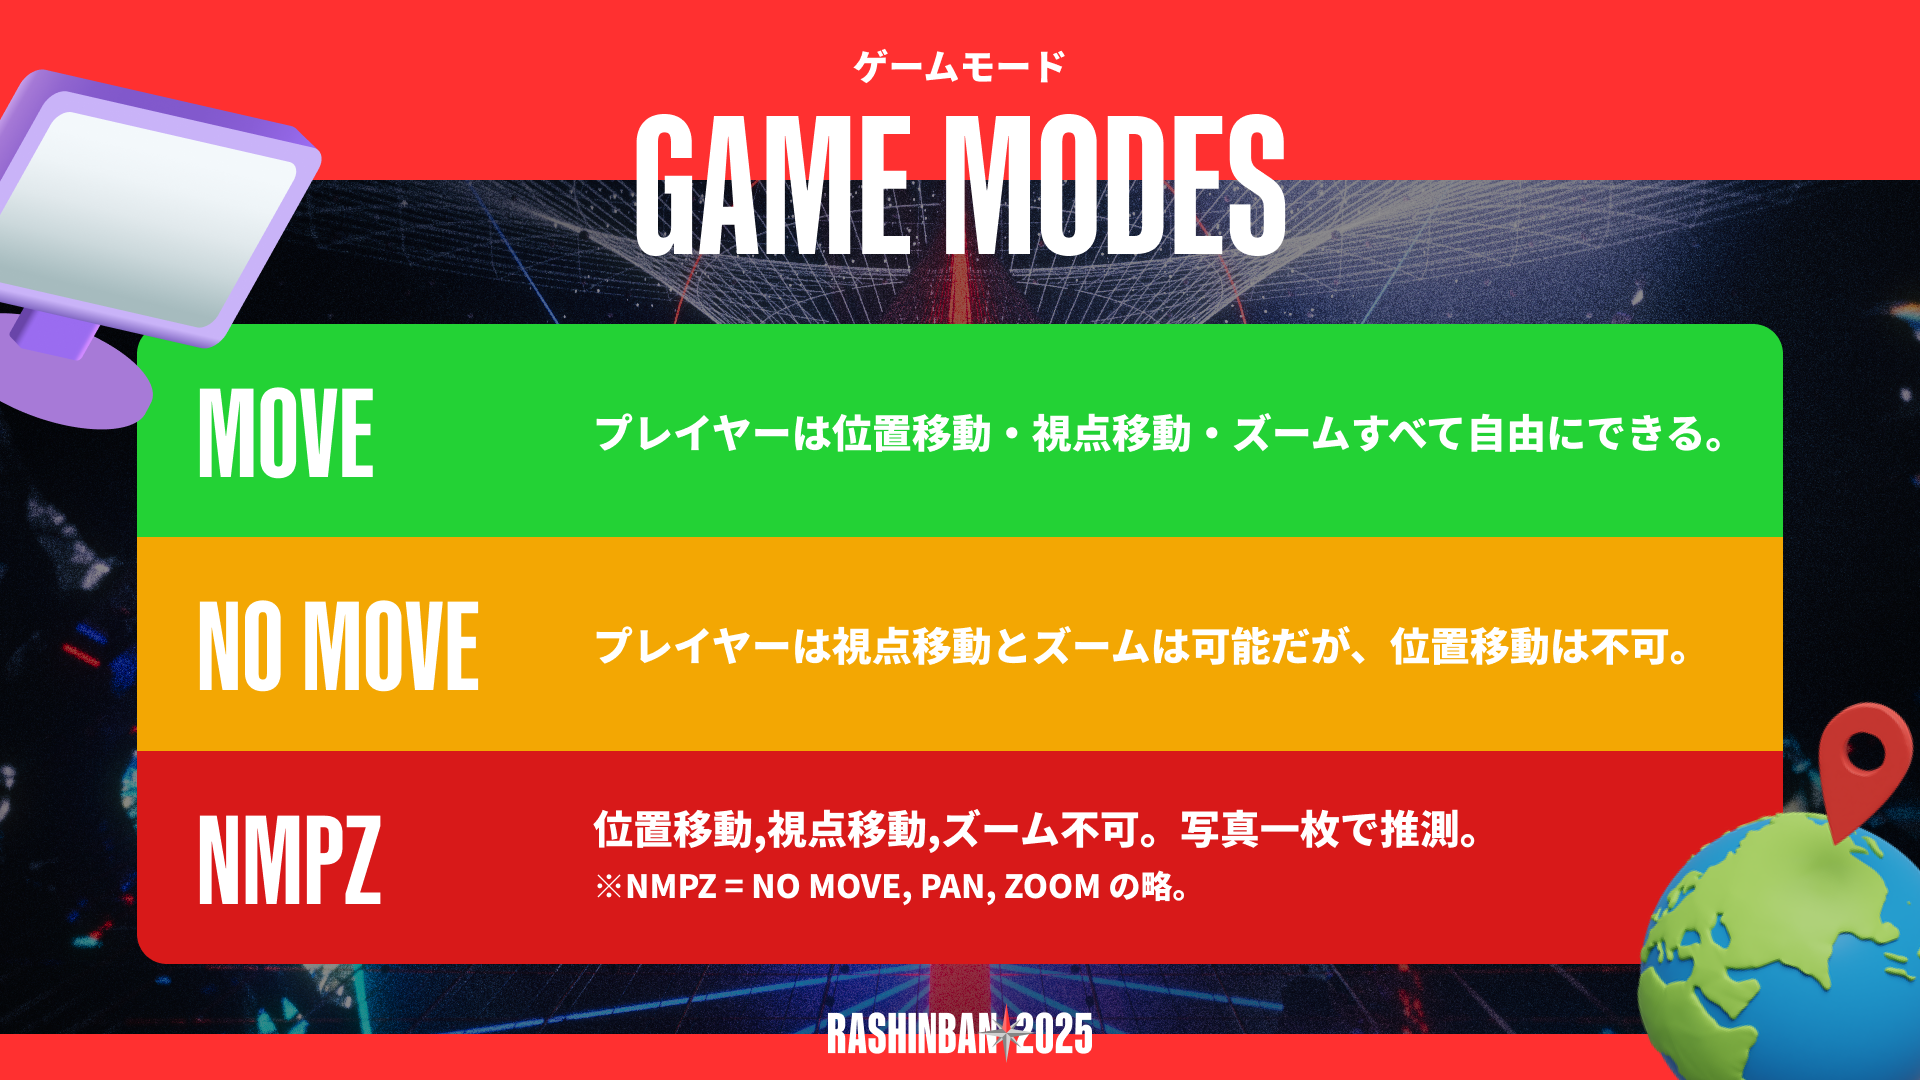 ゲームモード
GAME MODES
MOVE
プレイヤーは位置移動・視点移動・ズームすべて自由にできる。
NO MOVE
プレイヤーは視点移動とズームは可能だが、位置移動は不可。
NMPZ
位置移動,視点移動,ズーム不可。写真一枚で推測。
※NMPZ = NO MOVE, PAN, ZOOM の略。
RASHINBAN 2025